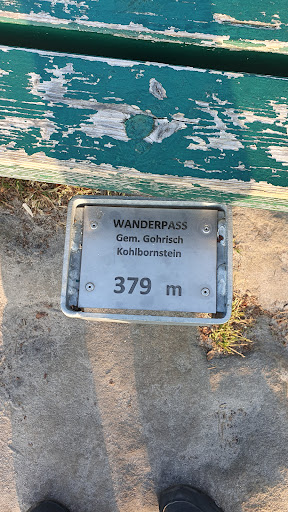 WANDERPASS
Gem. Gohrisch
Kohlbornstein
379 m